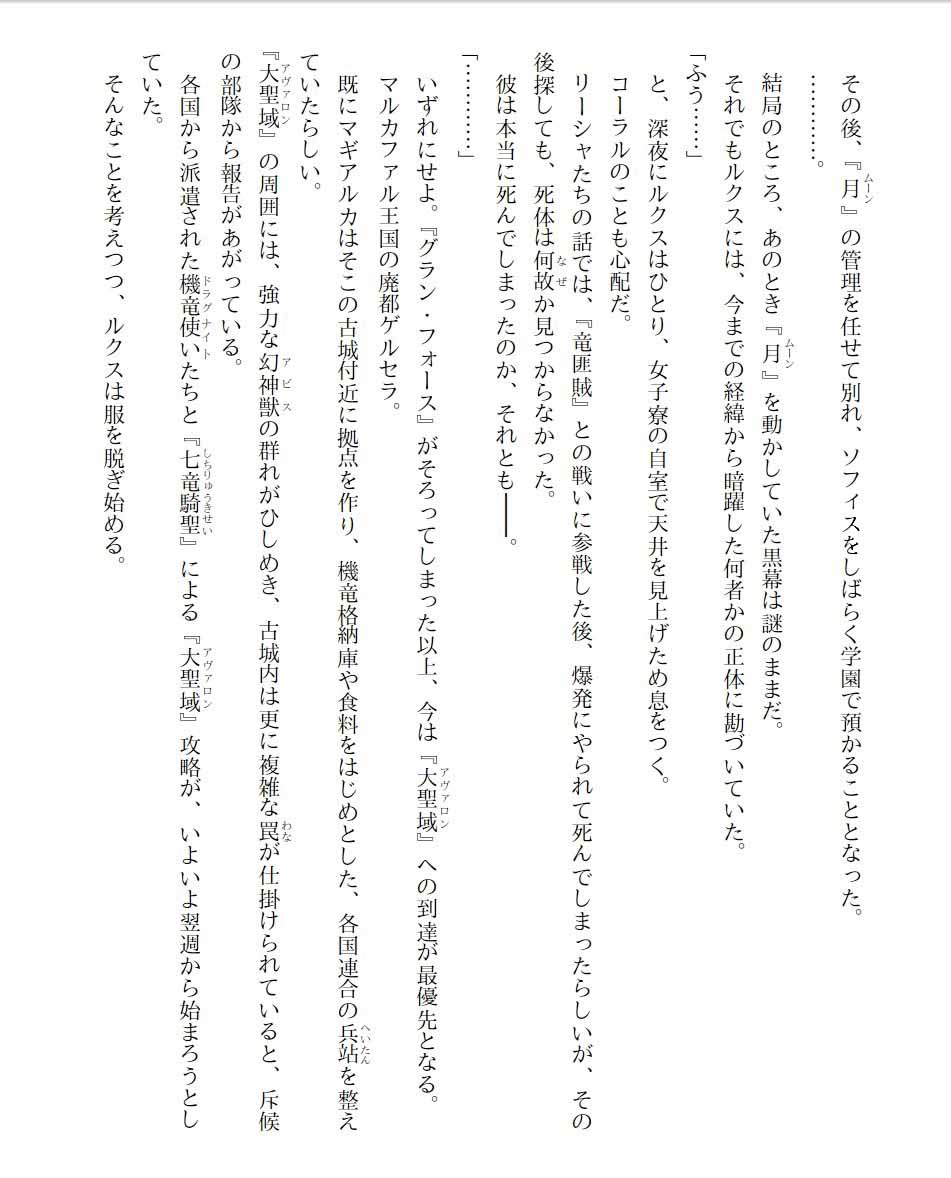 その後、『月』の管理を任せて別れ、ソフィスをしばらく学園で預かることとなった。
…………。
結局のところ、あのとき『月』を動かしていた黒幕は謎のままだ。
それでもルクスには、今までの経緯から暗躍した何者かの正体に勘づいていた。
「ふう……」
と、深夜にルクスはひとり、女子寮の自室で天井を見上げため息をつく。
コーラルのことも心配だ。
リーシャたちの話では、『竜匪賊』との戦いに参戦した後、爆発にやられて死んでしまったらしいが、その
後探しても、死体は何故か見つからなかった。
彼は本当に死んでしまったのか、それとも――。
「…………」
いずれにせよ。『グラン・フォース』がそろってしまった以上、今は『大聖域』への到達が最優先となる。
マルカファル王国の廃都ゲルセラ。
既にマギアルカはそこの古城付近に拠点を作り、機竜格納庫や食料をはじめとした、各国連合の兵站を整え
ていたらしい。
『大聖域』の周囲には、強力な幻神獣の群れがひしめき、古城内は更に複雑な罠が仕掛けられていると、斥候
の部隊から報告があがっている。
各国から派遣された機竜使いたちと『七竜騎聖』による『大聖域』攻略が、いよいよ翌週から始まろうとし
ていた。
そんなことを考えつつ、ルクスは服を脱ぎ始める。